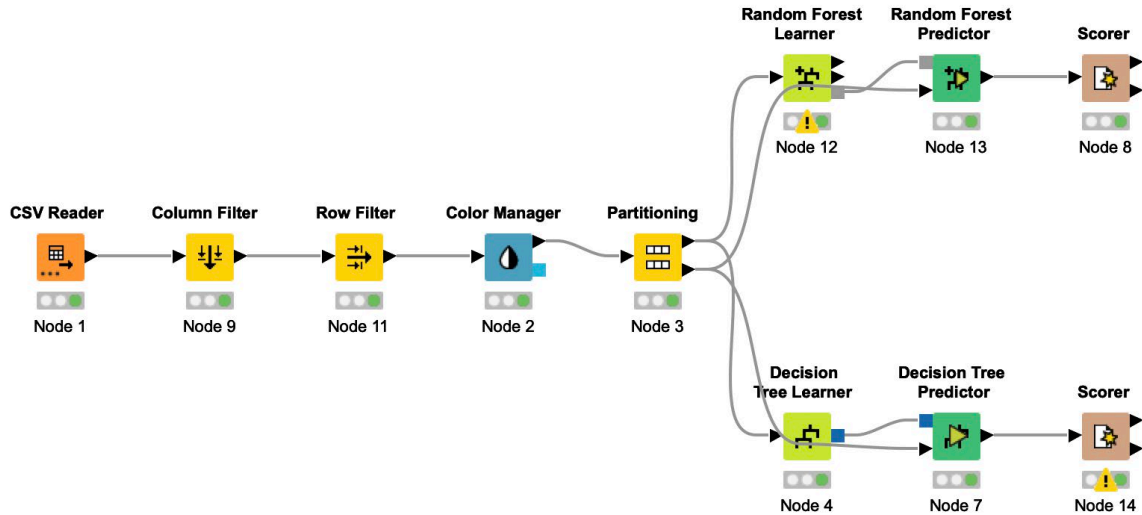 Random Forest
Learner
Random Forest
Predictor
Scorer
Node 12
Node 13
Node 8
CSV Reader
Column Filter
Row Filter
Color Manager
Partitioning
Node 1
Node 9
Node 11
Node 2
Node 3
Decision
Tree Learner
Decision Tree
Predictor
Scorer
Node 4
Node 7
Node 14